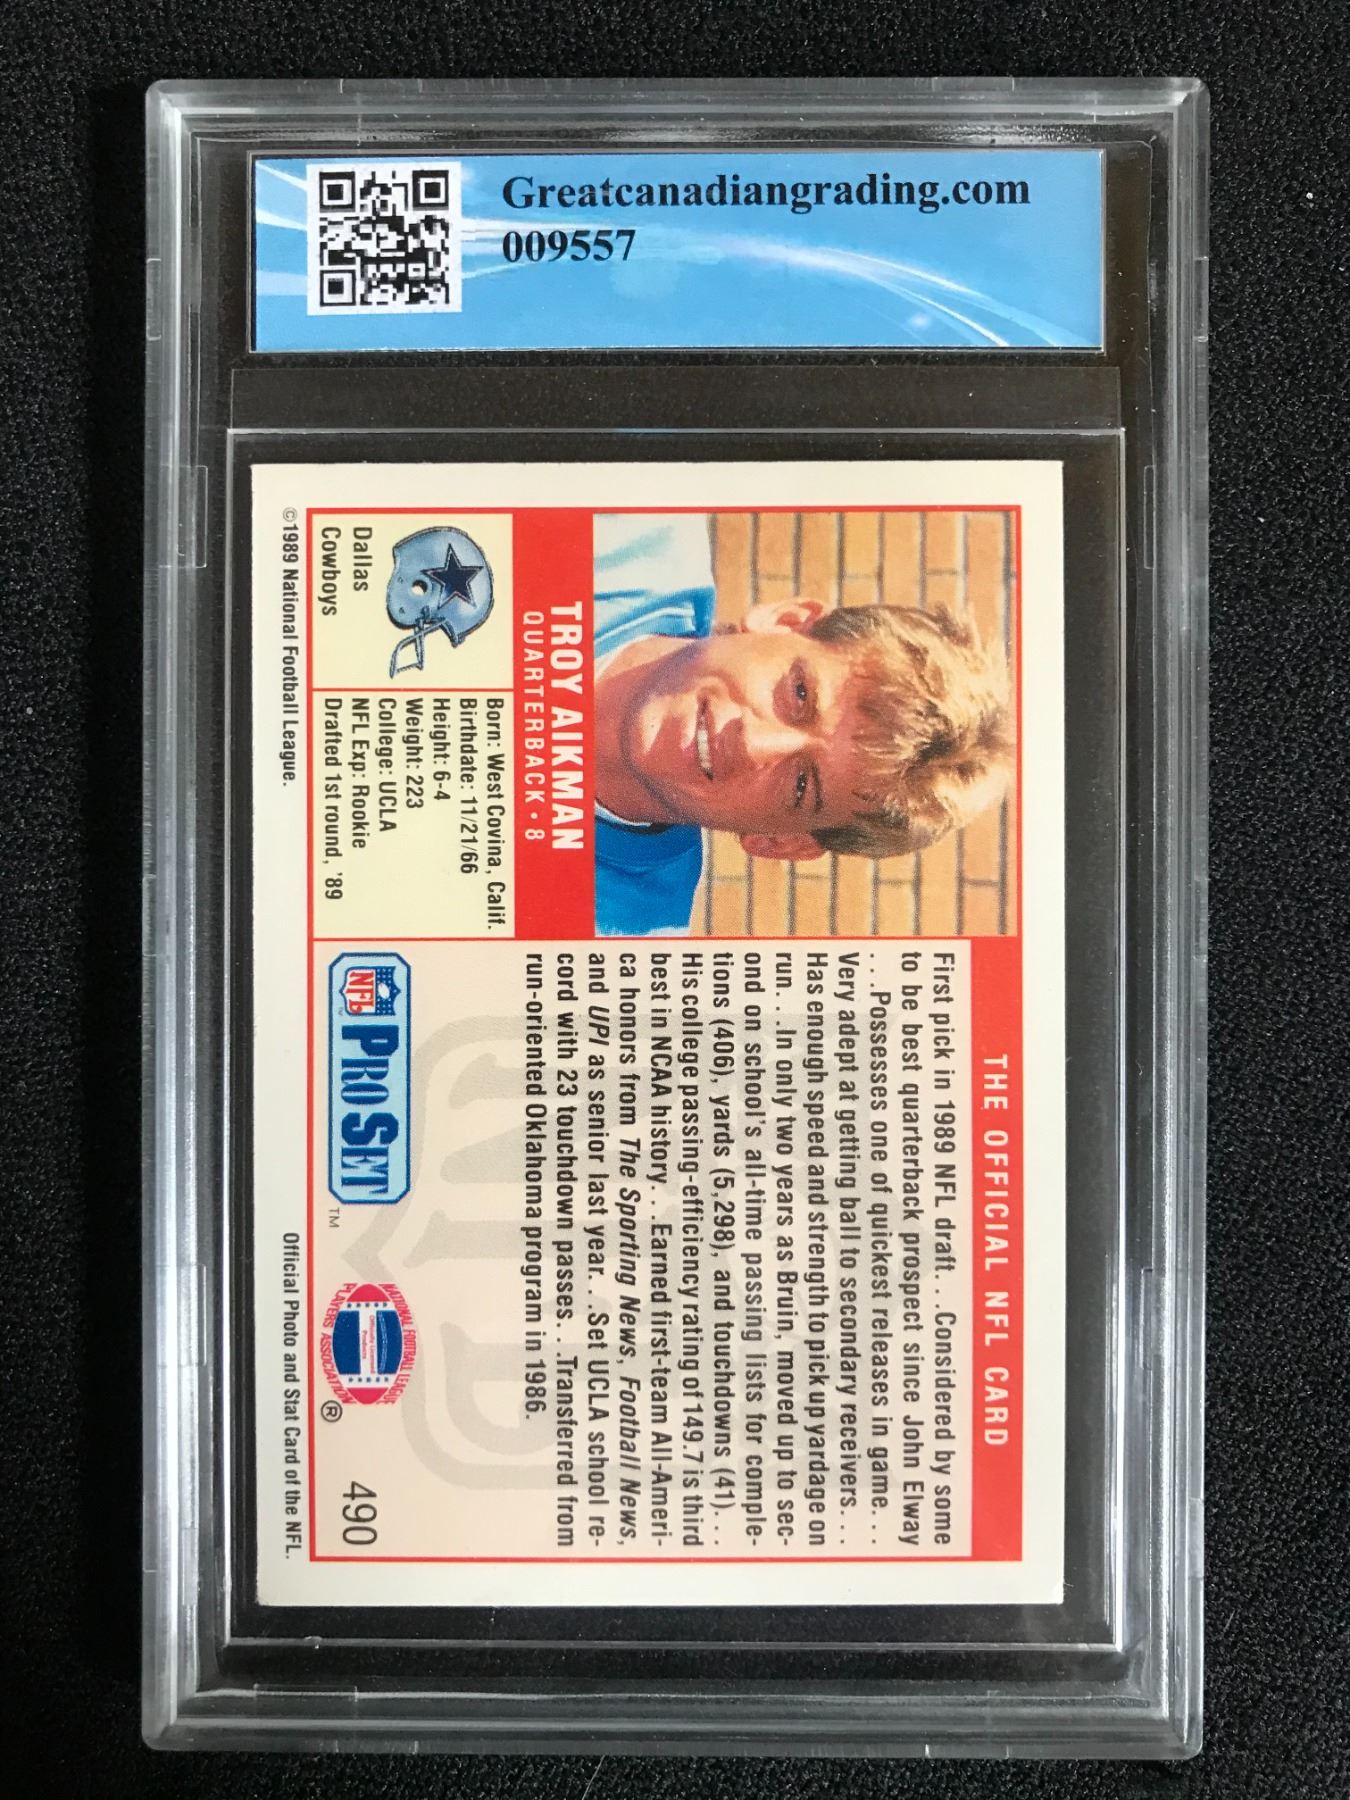 Greatcanadiangrading.com
009557
THE OFFICIAL NFL CARD
TROY AIKMAN
QUARTERBACK • 8
Dallas
Cowboys
Born: West Covina, Calif.
Birthdate: 11/21/66
Height: 6-4
Weight: 223
College: UCLA
NFL Exp: Rookie
Drafted 1st round, '89
First pick in 1989 NFL draft. . .Considered by some
to be best quarterback prospect since John Elway
. . .Possesses one of quickest releases in game. . .
Very adept at getting ball to secondary receivers. . .
Has enough speed and strength to pick up yardage on
run. . .In only two years as Bruin, moved up to sec-
ond on school's all-time passing lists for comple-
tions (406), yards (5,298), and touchdowns (41). . .
His college passing-efficiency rating of 149.7 is third
best in NCAA history. . .Earned first-team All-Ameri-
ca honors from The Sporting News, Football News,
and UPI as senior last year. . .Set UCLA school re-
cord with 23 touchdown passes. . .Transferred from
run-oriented Oklahoma program in 1986.
NFL
PRO SET
TM
NATIONAL FOOTBALL LEAGUE
Officially Licensed
Product
PLAYERS ASSOCIATION
®
490
©1989 National Football League.
Official Photo and Stat Card of the NFL.